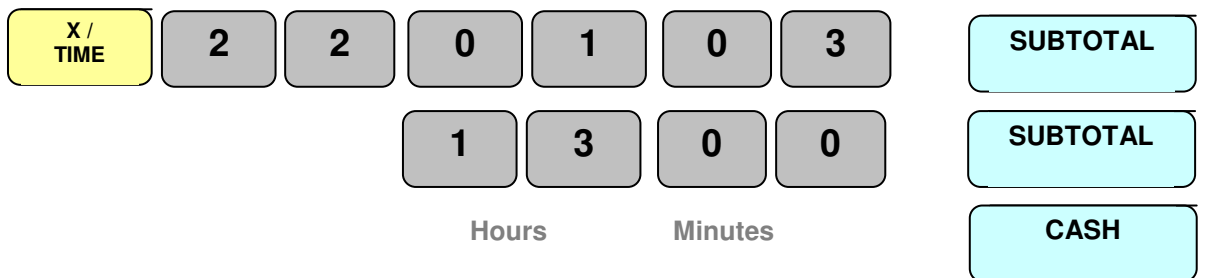 X /
TIME
2 2 0 1 0 3 SUBTOTAL
1 3 0 0 SUBTOTAL
Hours Minutes CASH